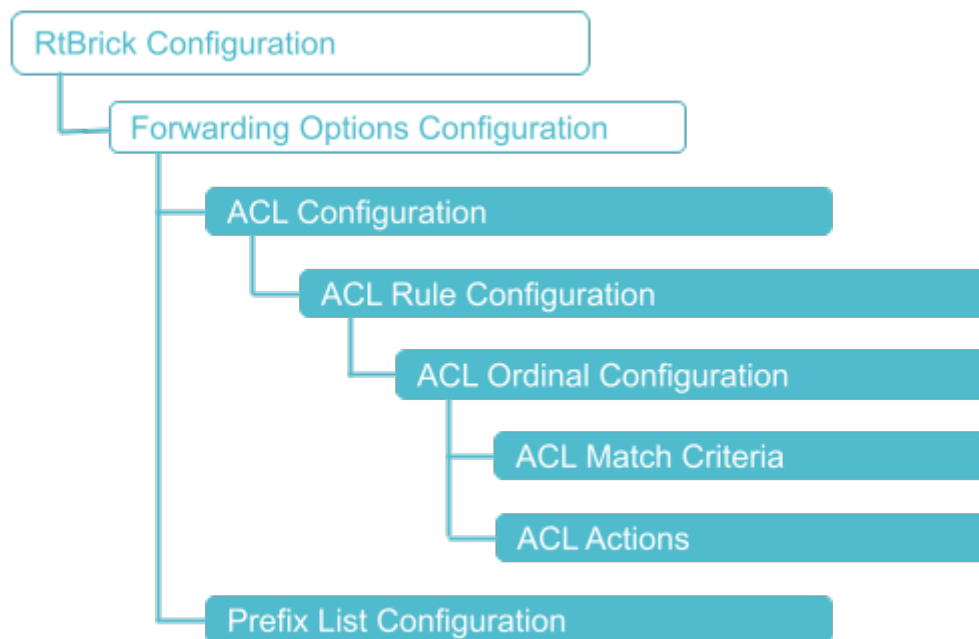 RtBrick Configuration
Forwarding Options Configuration
ACL Configuration
ACL Rule Configuration
ACL Ordinal Configuration
ACL Match Criteria
ACL Actions
Prefix List Configuration